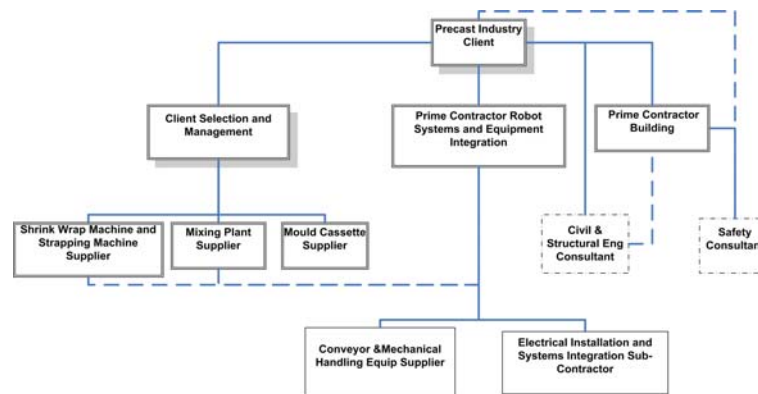 Precast Industry
Client
Client Selection and
Management
Prime Contractor Robot
Systems and Equipment
Integration
Prime Contractor
Building
Shrink Wrap Machine and
Strapping Machine
Supplier
Mixing Plant
Supplier
Mould Cassette
Supplier
Civil &
Structural Eng
Consultant
Safety
Consultant
Conveyor &Mechanical
Handling Equip Supplier
Electrical Installation and
Systems Integration Sub-
Contractor